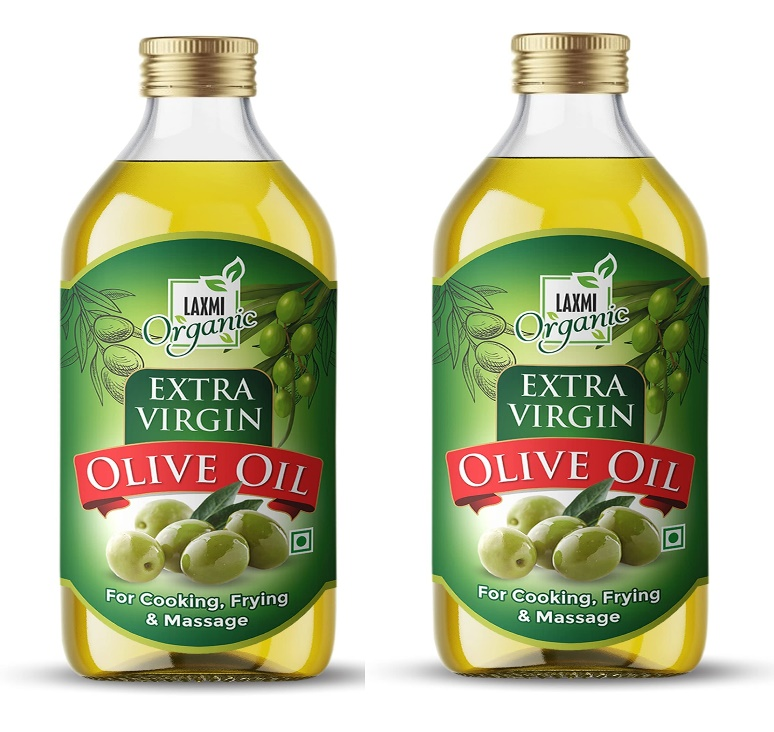 LAXMI
Organic
EXTRA
VIRGIN
OLIVE OIL
For Cooking, Frying
& Massage
LAXMI
Organic
EXTRA
VIRGIN
OLIVE OIL
For Cooking, Frying
& Massage